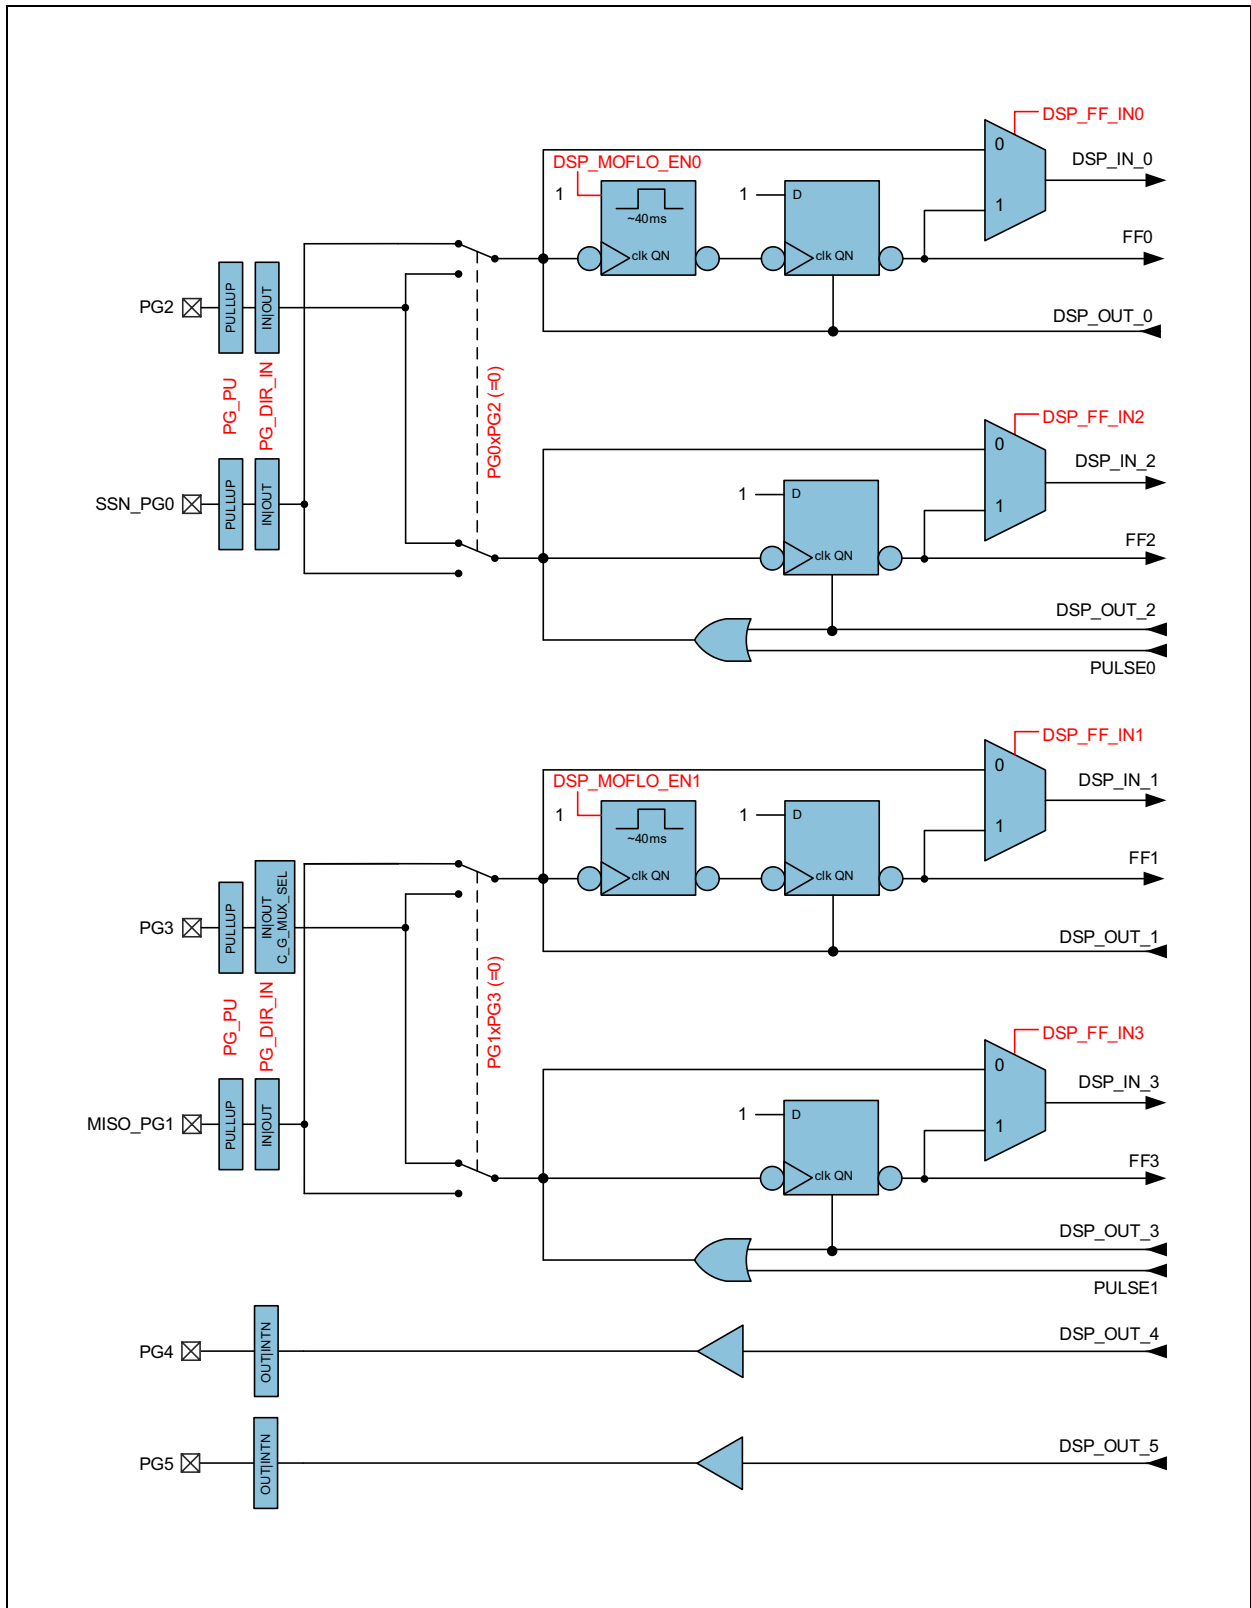 DSP_FF_IN0
0
DSP_IN_0
DSP_MOFLO_EN0
1
~40ms
1
D
1
clk QN
clk QN
FF0
PG2
PULLUP
IN|OUT
DSP_OUT_0
PG_PU
PG_DIR_IN
PG0xPG2 (=0)
DSP_FF_IN2
0
DSP_IN_2
SSN_PG0
PULLUP
IN|OUT
1
D
1
clk QN
FF2
DSP_OUT_2
PULSE0
DSP_FF_IN1
0
DSP_IN_1
DSP_MOFLO_EN1
1
~40ms
1
D
1
clk QN
clk QN
FF1
PG3
PULLUP
IN|OUT
C_G_MUX_SEL
DSP_OUT_1
PG_PU
PG_DIR_IN
PG1xPG3 (=0)
DSP_FF_IN3
0
DSP_IN_3
MISO_PG1
PULLUP
IN|OUT
1
D
1
clk QN
FF3
DSP_OUT_3
PULSE1
PG4
OUT|INTN
DSP_OUT_4
PG5
OUT|INTN
DSP_OUT_5